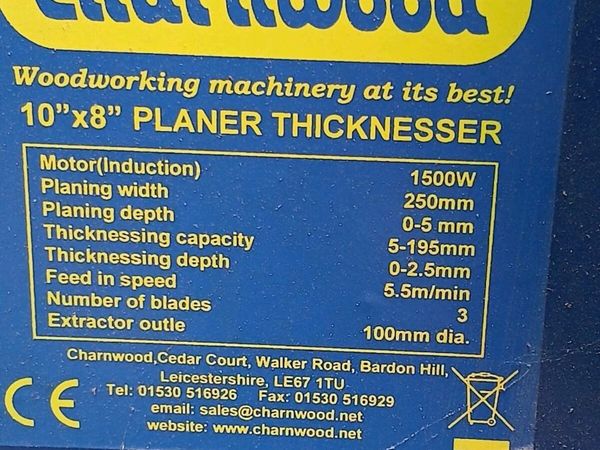 Charnwood
Woodworking machinery at its best!
10"x8" PLANER THICKNESSER
Motor(Induction) 1500W
Planing width 250mm
Planing depth 0-5 mm
Thicknessing capacity 5-195mm
Thicknessing depth 0-2.5mm
Feed in speed 5.5m/min
Number of blades 3
Extractor outle 100mm dia.
Charnwood,Cedar Court, Walker Road, Bardon Hill,
Leicestershire, LE67 1TU
Tel: 01530 516926 Fax: 01530 516929
email: sales@charnwood.net
website: www.charnwood.net
CE